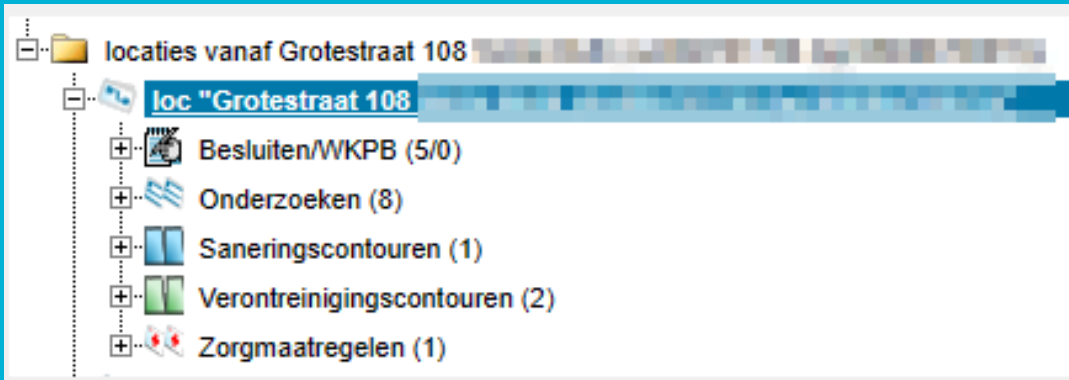 locaties vanaf Grotestraat 108
loc "Grotestraat 108
Besluiten/WKPB (5/0)
Onderzoeken (8)
Saneringscontouren (1)
Verontreinigingscontouren (2)
Zorgmaatregelen (1)